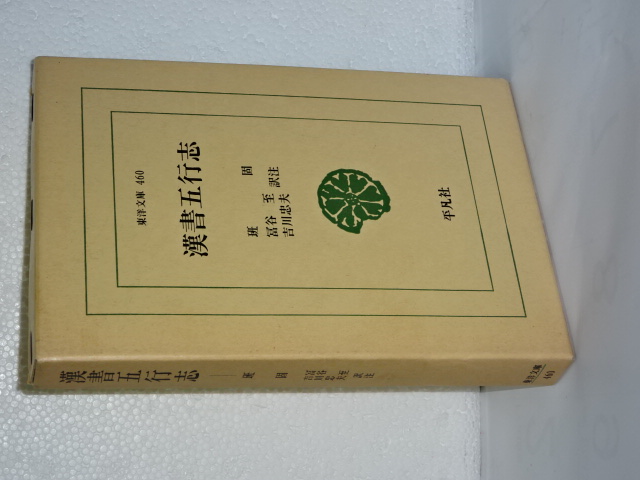 東洋文庫 460
漢書五行志
班 固
冨谷 至 訳注
吉川忠夫
平凡社
漢書五行志
班 固
冨谷 至 訳注
吉川忠夫
東洋文庫
460